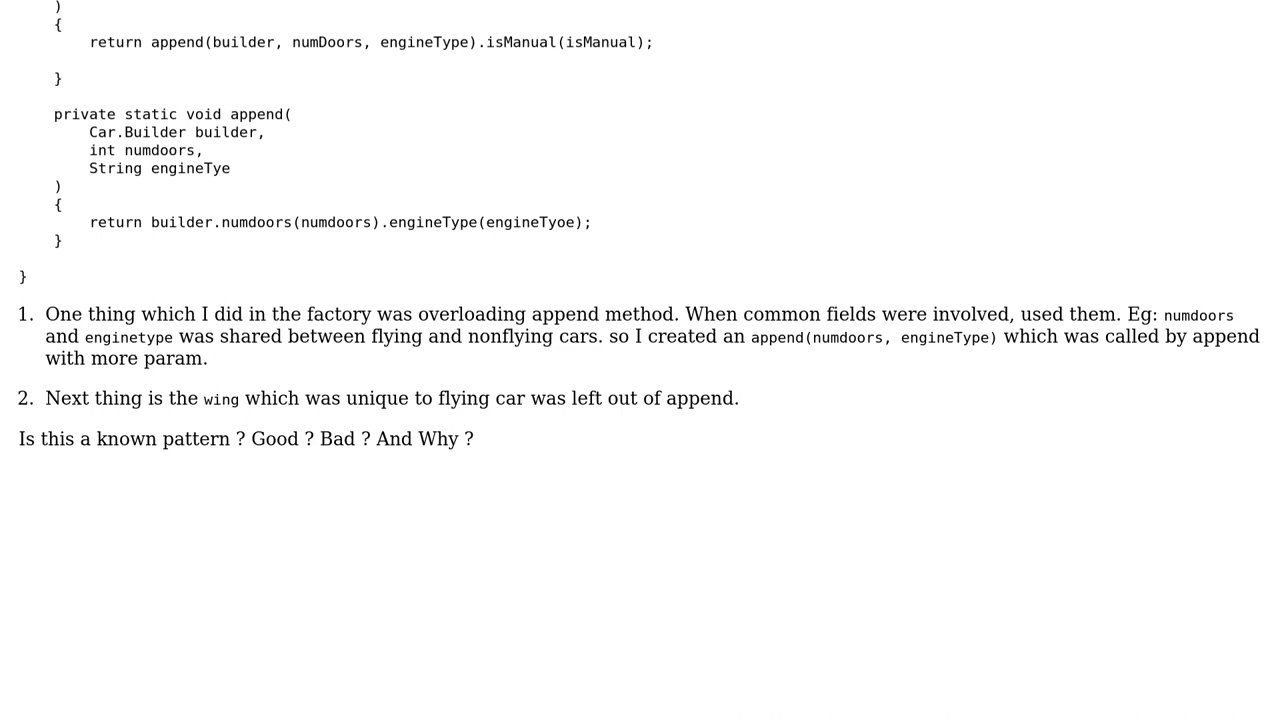 )
{
return append(builder, numDoors, engineType).isManual(isManual);
}
private static void append(
Car.Builder builder,
int numdoors,
String engineTye
)
{
return builder.numdoors(numdoors).engineType(engineTyoe);
}
}
1. One thing which I did in the factory was overloading append method. When common fields were involved, used them. Eg: numdoors
and enginetype was shared between flying and nonflying cars. so I created an append(numdoors, engineType) which was called by append
with more param.
2. Next thing is the wing which was unique to flying car was left out of append.
Is this a known pattern ? Good ? Bad ? And Why ?